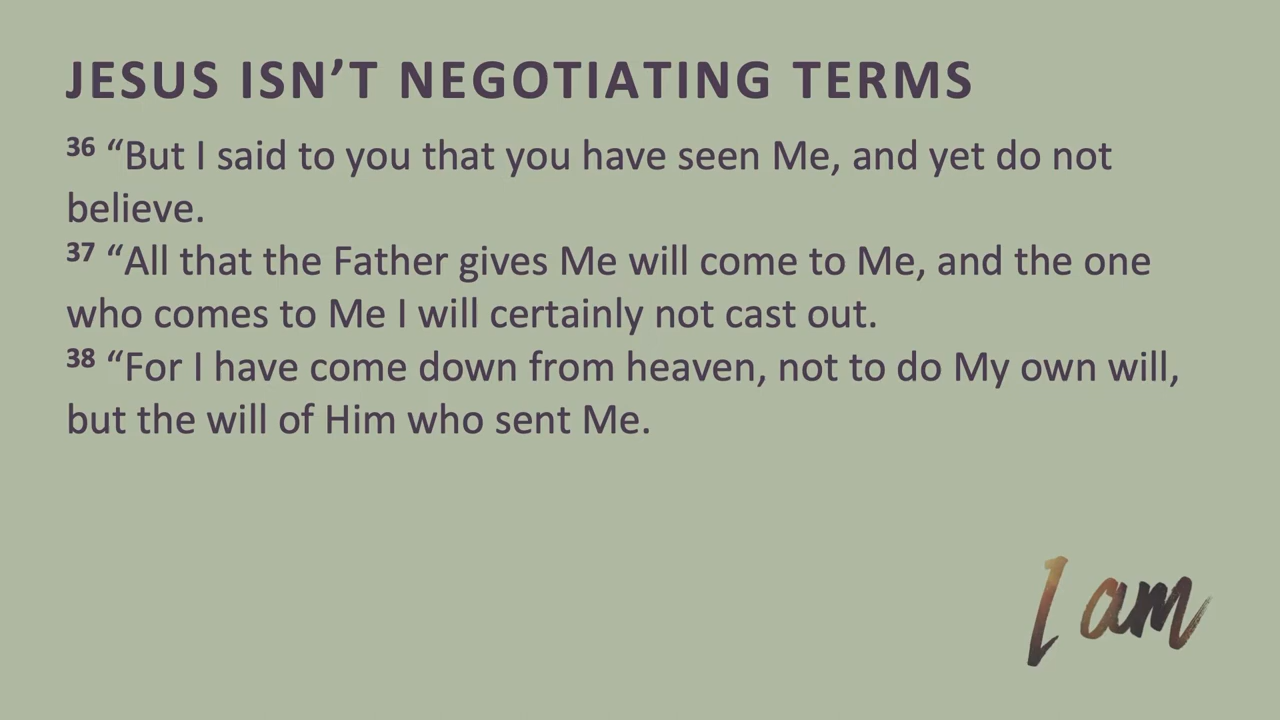 JESUS ISN’T NEGOTIATING TERMS
36 “But I said to you that you have seen Me, and yet do not
believe.
37 “All that the Father gives Me will come to Me, and the one
who comes to Me I will certainly not cast out.
38 “For I have come down from heaven, not to do My own will,
but the will of Him who sent Me.
I am